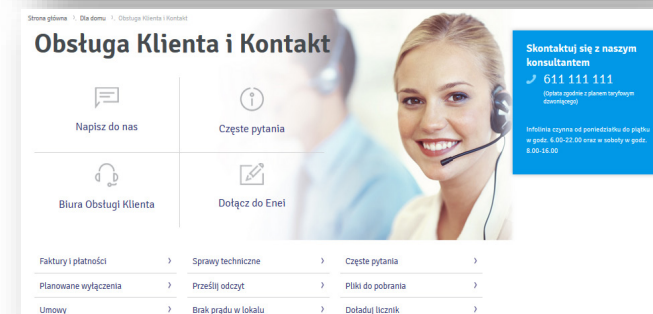 Strona główna > Dla domu > Obsługa Klienta i Kontakt
Obsługa Klienta i Kontakt
Napisz do nas
Częste pytania
Biura Obsługi Klienta
Dołącz do Enei
Skontaktuj się z naszym
konsultantem
611 111 111
(Opłata zgodnie z planem taryfowym
dzwoniącego)
Infolinia czynna od poniedziałku do piątku
w godz. 6.00-22.00 oraz w soboty w godz.
8.00-16.00
Faktury i płatności
Sprawy techniczne
Częste pytania
Planowane wyłączenia
Prześlij odczyt
Pliki do pobrania
Umowy
Brak prądu w lokalu
Doładuj licznik